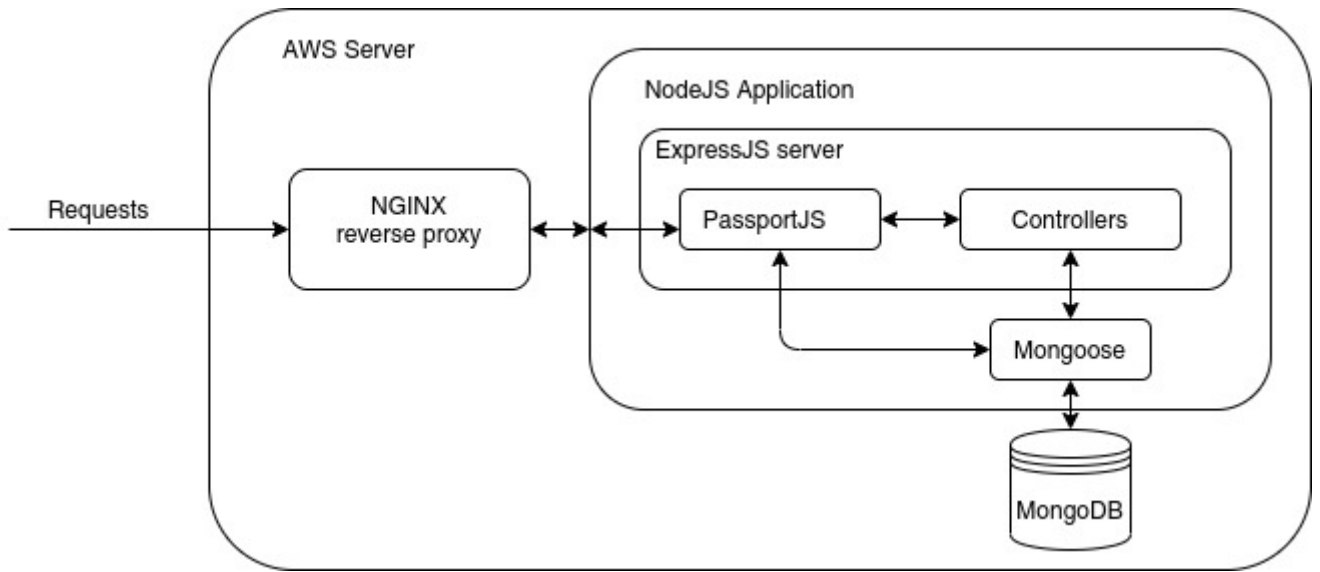 AWS Server
NodeJS Application
ExpressJS server
Requests
NGINX
reverse proxy
PassportJS
Controllers
Mongoose
MongoDB